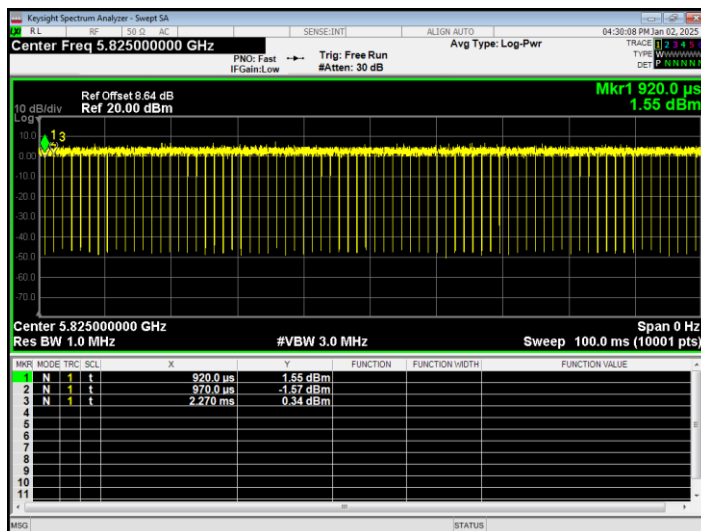 Keysight Spectrum Analyzer - Swept SA
RL RF 50 Ω AC SENSE:INT ALIGN AUTO 04:30:08 PM Jan 02, 2025
Center Freq 5.825000000 GHz
PNO: Fast
IFGain:Low
Trig: Free Run
#Atten: 30 dB
Avg Type: Log-Pwr
TRACE 1 2 3 4 5
TYPE
DET P N N N N
Mkr1 920.0 µs
1.55 dBm
Ref Offset 8.64 dB
10 dB/div Ref 20.00 dBm
Log
1 3
10.0
0.00
-10.0
-20.0
-30.0
-40.0
-50.0
-60.0
-70.0
Center 5.825000000 GHz Span 0 Hz
Res BW 1.0 MHz #VBW 3.0 MHz Sweep 100.0 ms (10001 pts)
MKR MODE TRC SCL X Y FUNCTION FUNCTION WIDTH FUNCTION VALUE
1 N 1 t 920.0 µs 1.55 dBm
2 N 1 t 970.0 µs -1.57 dBm
3 N 1 t 2.270 ms 0.34 dBm
4
5
6
7
8
9
10
11
MSG STATUS